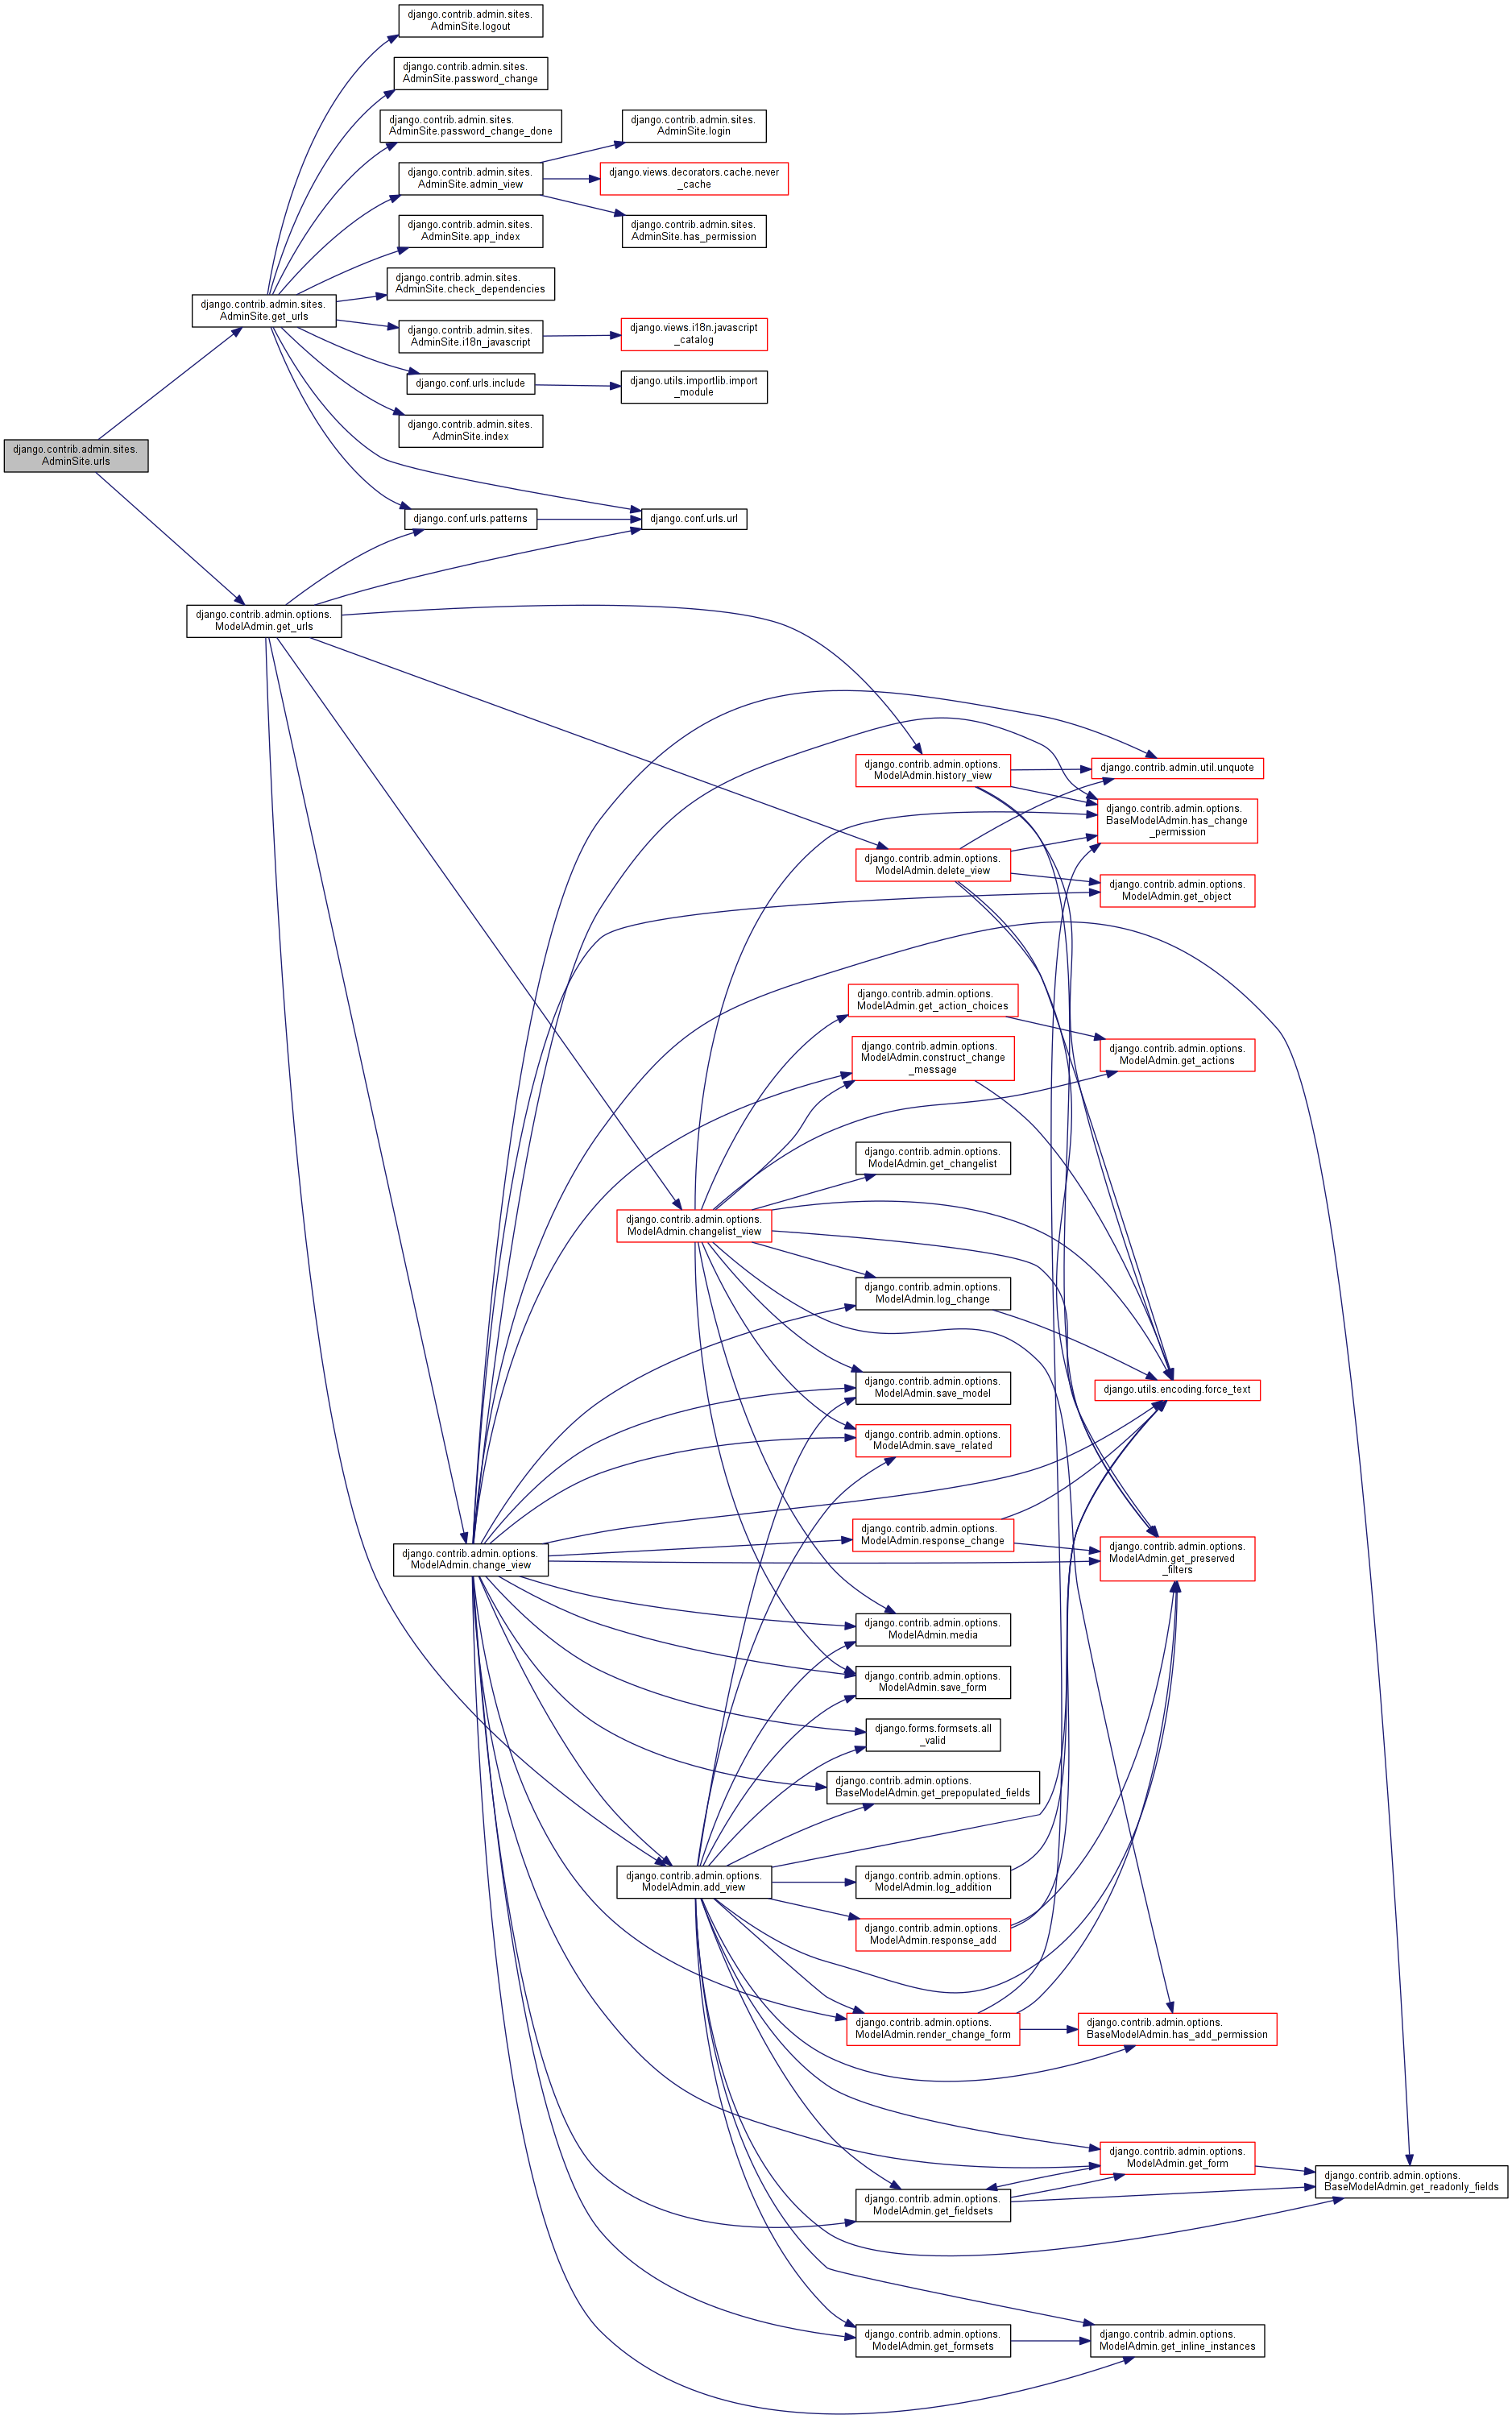 django.contrib.admin.sites.
AdminSite.logout
django.contrib.admin.sites.
AdminSite.password_change
django.contrib.admin.sites.
AdminSite.password_change_done
django.contrib.admin.sites.
AdminSite.login
django.contrib.admin.sites.
AdminSite.admin_view
django.views.decorators.cache.never
_cache
django.contrib.admin.sites.
AdminSite.app_index
django.contrib.admin.sites.
AdminSite.has_permission
django.contrib.admin.sites.
AdminSite.check_dependencies
django.contrib.admin.sites.
AdminSite.get_urls
django.contrib.admin.sites.
AdminSite.i18n_javascript
django.views.i18n.javascript
_catalog
django.conf.urls.include
django.utils.importlib.import
_module
django.contrib.admin.sites.
AdminSite.index
django.contrib.admin.sites.
AdminSite.urls
django.conf.urls.patterns
django.conf.urls.url
django.contrib.admin.options.
ModelAdmin.get_urls
django.contrib.admin.options.
ModelAdmin.history_view
django.contrib.admin.util.unquote
django.contrib.admin.options.
BaseModelAdmin.has_change
_permission
django.contrib.admin.options.
ModelAdmin.delete_view
django.contrib.admin.options.
ModelAdmin.get_object
django.contrib.admin.options.
ModelAdmin.get_action_choices
django.contrib.admin.options.
ModelAdmin.construct_change
_message
django.contrib.admin.options.
ModelAdmin.get_actions
django.contrib.admin.options.
ModelAdmin.get_changelist
django.contrib.admin.options.
ModelAdmin.changelist_view
django.contrib.admin.options.
ModelAdmin.log_change
django.contrib.admin.options.
ModelAdmin.save_model
django.utils.encoding.force_text
django.contrib.admin.options.
ModelAdmin.save_related
django.contrib.admin.options.
ModelAdmin.response_change
django.contrib.admin.options.
ModelAdmin.change_view
django.contrib.admin.options.
ModelAdmin.get_preserved
_filters
django.contrib.admin.options.
ModelAdmin.media
django.contrib.admin.options.
ModelAdmin.save_form
django.forms.formsets.all
_valid
django.contrib.admin.options.
BaseModelAdmin.get_prepopulated_fields
django.contrib.admin.options.
ModelAdmin.add_view
django.contrib.admin.options.
ModelAdmin.log_addition
django.contrib.admin.options.
ModelAdmin.response_add
django.contrib.admin.options.
ModelAdmin.render_change_form
django.contrib.admin.options.
BaseModelAdmin.has_add_permission
django.contrib.admin.options.
ModelAdmin.get_form
django.contrib.admin.options.
BaseModelAdmin.get_readonly_fields
django.contrib.admin.options.
ModelAdmin.get_fieldsets
django.contrib.admin.options.
ModelAdmin.get_formsets
django.contrib.admin.options.
ModelAdmin.get_inline_instances